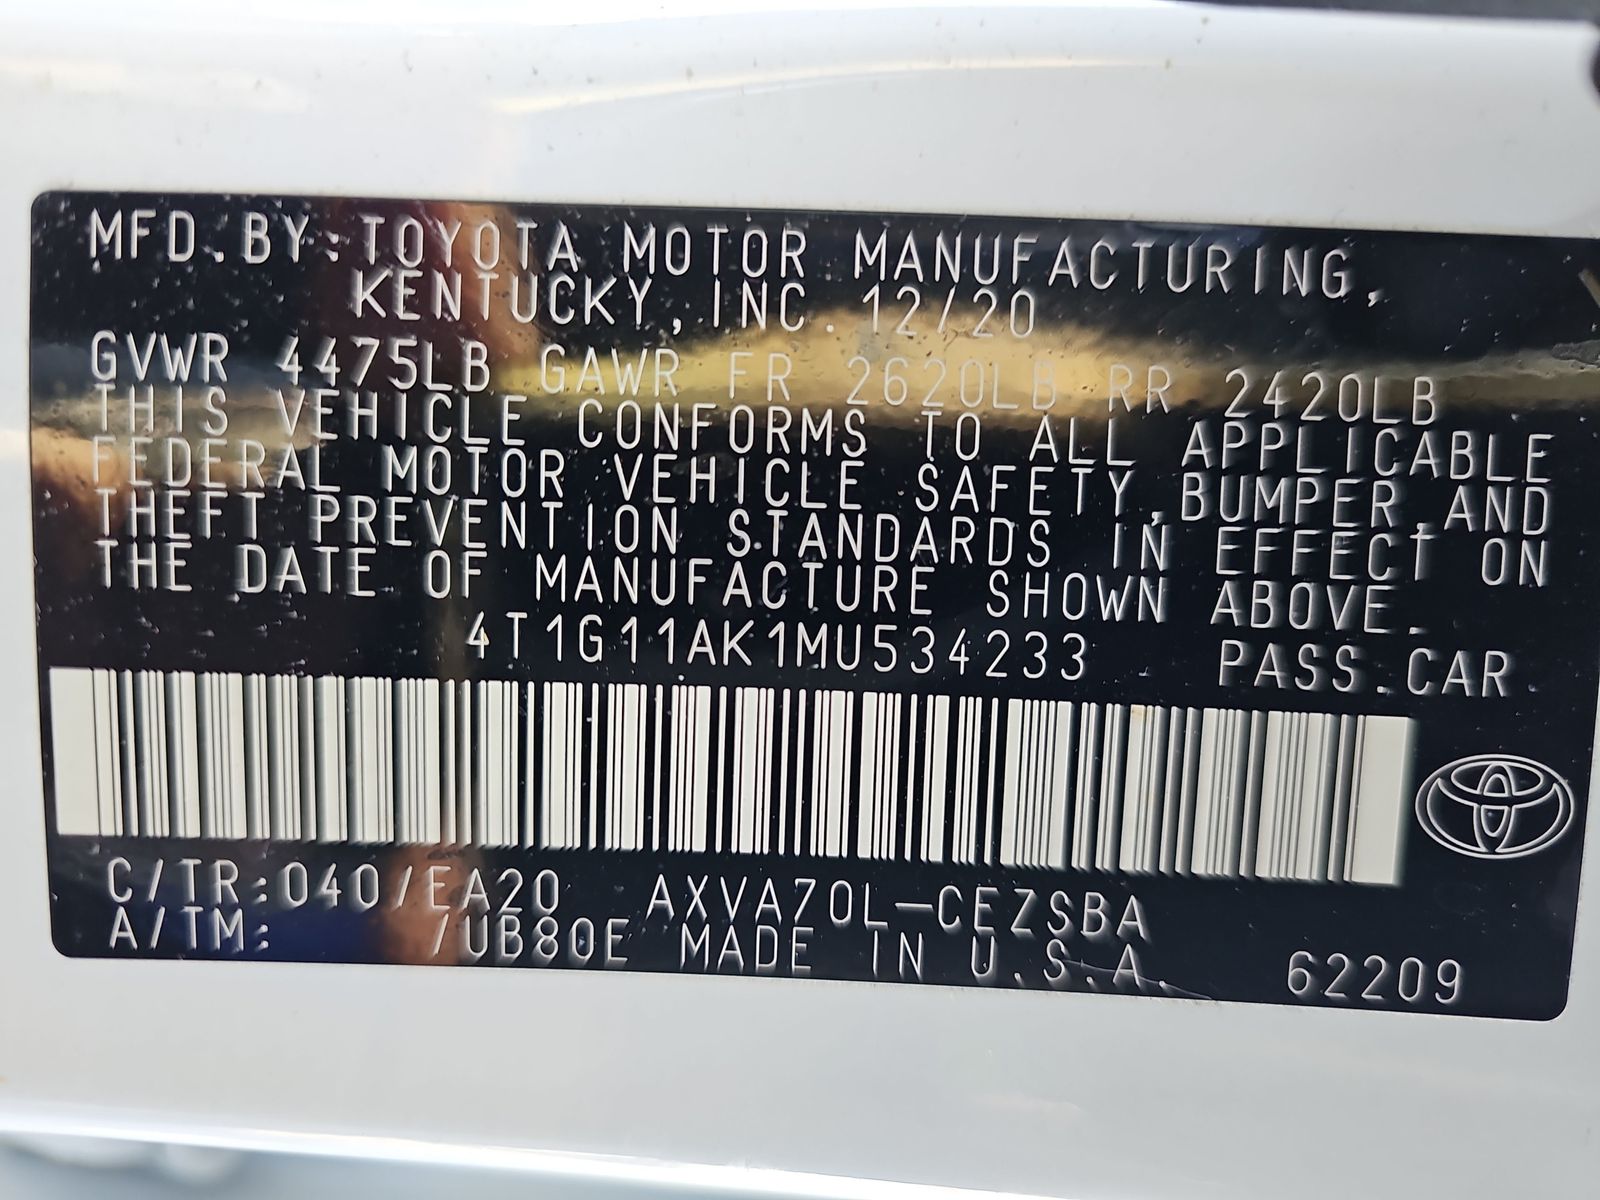 MFD.BY:TOYOTA MOTOR MANUFACTURING,
KENTUCKY,INC. 12/20
GVWR 4475LB GAWR FR 2620LB RR 2420LB
THIS VEHICLE CONFORMS TO ALL APPLICABLE
FEDERAL MOTOR VEHICLE SAFETY,BUMPER,AND
THEFT PREVENTION STANDARDS IN EFFECT ON
THE DATE OF MANUFACTURE SHOWN ABOVE.
4T1G11AK1MU534233 PASS.CAR
C/TR:040/EA20 AXVA70L-CEZSBA
A/TM: /UB80E MADE IN U.S.A. 62209